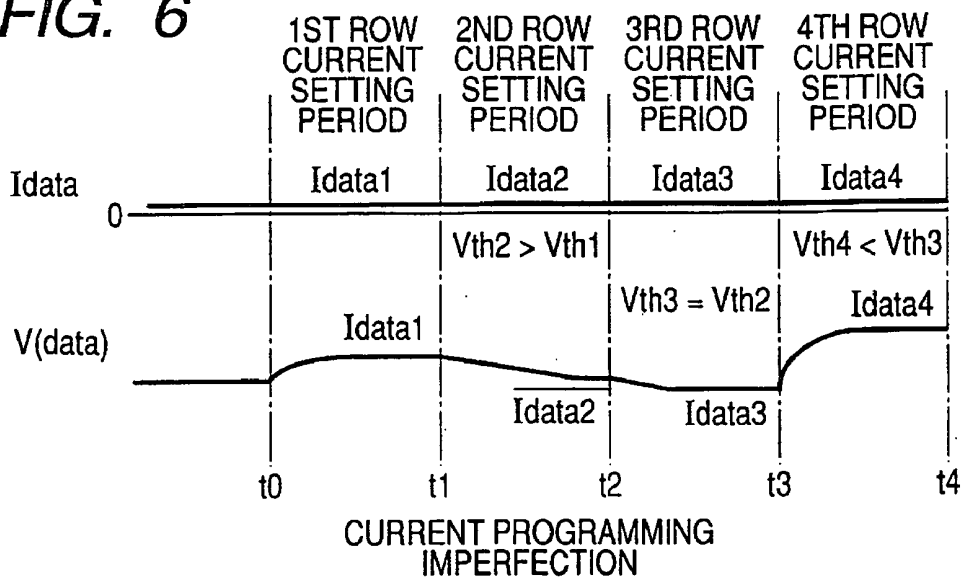 FIG. 6
1ST ROW CURRENT SETTING PERIOD
2ND ROW CURRENT SETTING PERIOD
3RD ROW CURRENT SETTING PERIOD
4TH ROW CURRENT SETTING PERIOD
Idata
Idata1
Idata2
Idata3
Idata4
0
Vth2 > Vth1
Vth4 < Vth3
Vth3 = Vth2
Idata4
V(data)
Idata1
Idata2
Idata3
t0
t1
t2
t3
t4
CURRENT PROGRAMMING
IMPERFECTION